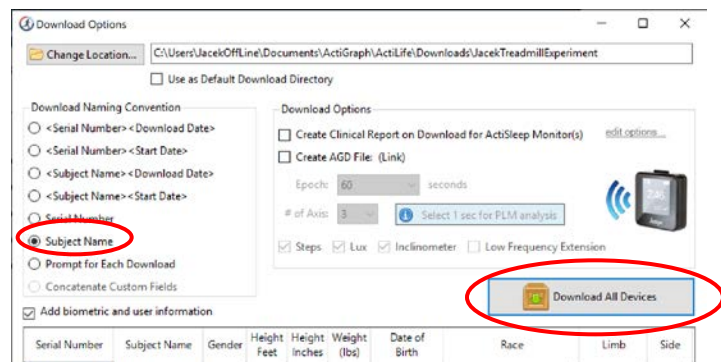 Download Options
Change Location...
C:\Users\JacekOffLine\Documents\ActiGraph\ActiLife\Downloads\JacekTreadmillExperiment
Use as Default Download Directory
Download Naming Convention
<Serial Number><Download Date>
<Serial Number><Start Date>
<Subject Name><Download Date>
<Subject Name><Start Date>
Serial Number
Subject Name
Prompt for Each Download
Concatenate Custom Fields
Download Options
Create Clinical Report on Download for ActiSleep Monitor(s) edit options...
Create AGD File: (Link)
Epoch: 60 seconds
# of Axis: 3 Select 1 sec for PLM analysis
Steps Lux Inclinometer Low Frequency Extension
Download All Devices
Add biometric and user information
Serial Number Subject Name Gender Height Feet Height Inches Weight (lbs) Date of Birth Race Limb Side